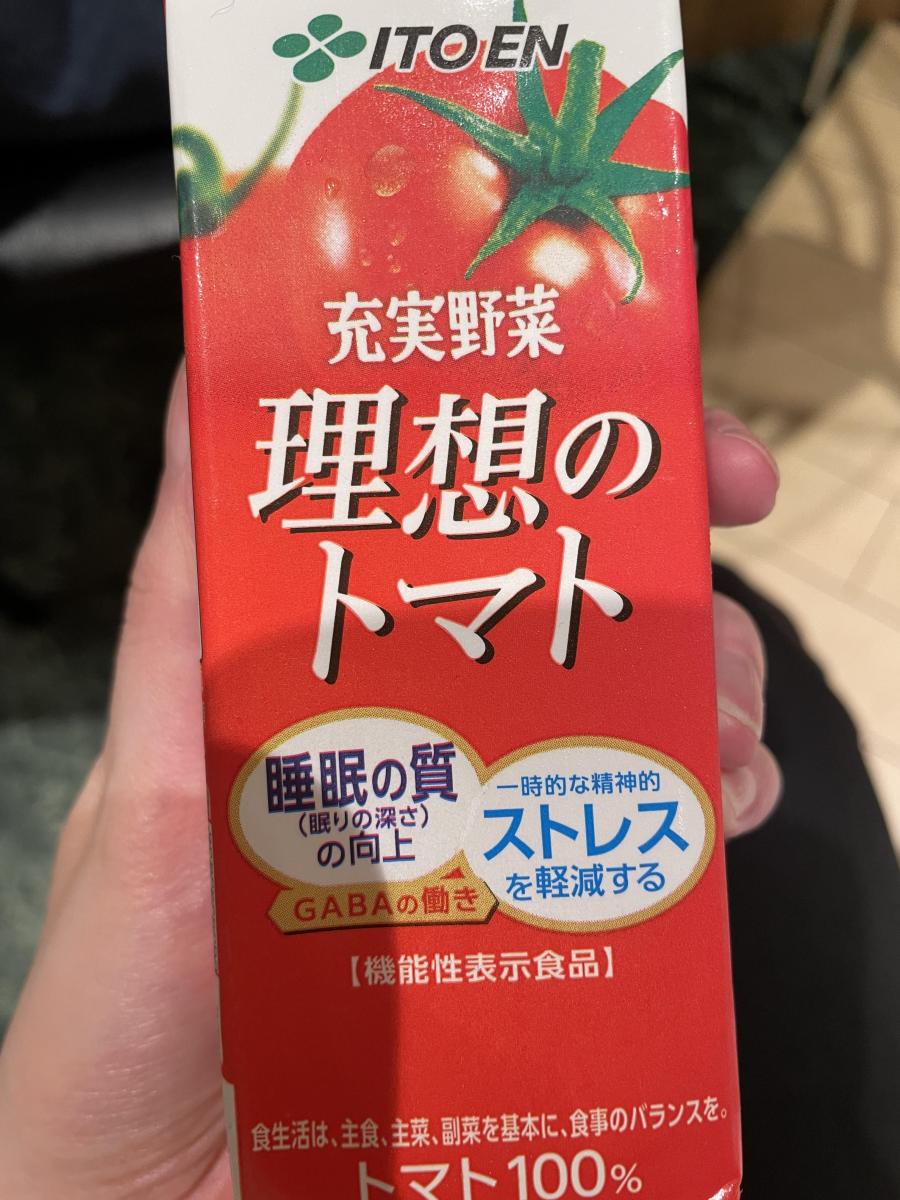 ITO EN
充実野菜
理想の
トマト
睡眠の質
(眠りの深さ)
の向上
一時的な精神的
ストレス
を軽減する
GABAの働き
【機能性表示食品】
食生活は、主食、主菜、副菜を基本に、食事のバランスを。
トマト100%